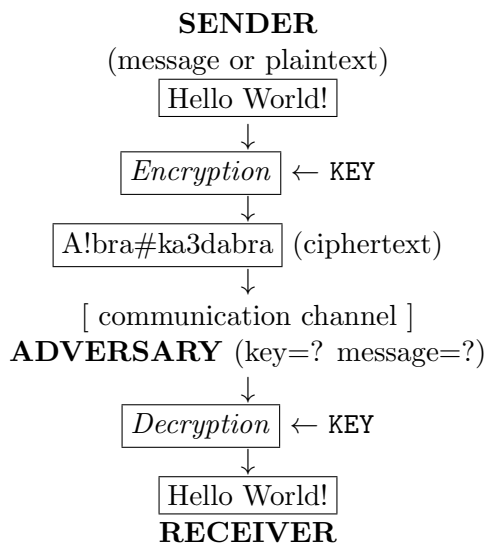 SENDER
(message or plaintext)
Hello World!
↓
Encryption ← KEY
↓
A!bra#ka3dabra (ciphertext)
↓
[ communication channel ]
ADVERSARY (key=? message=?)
↓
Decryption ← KEY
↓
Hello World!
RECEIVER